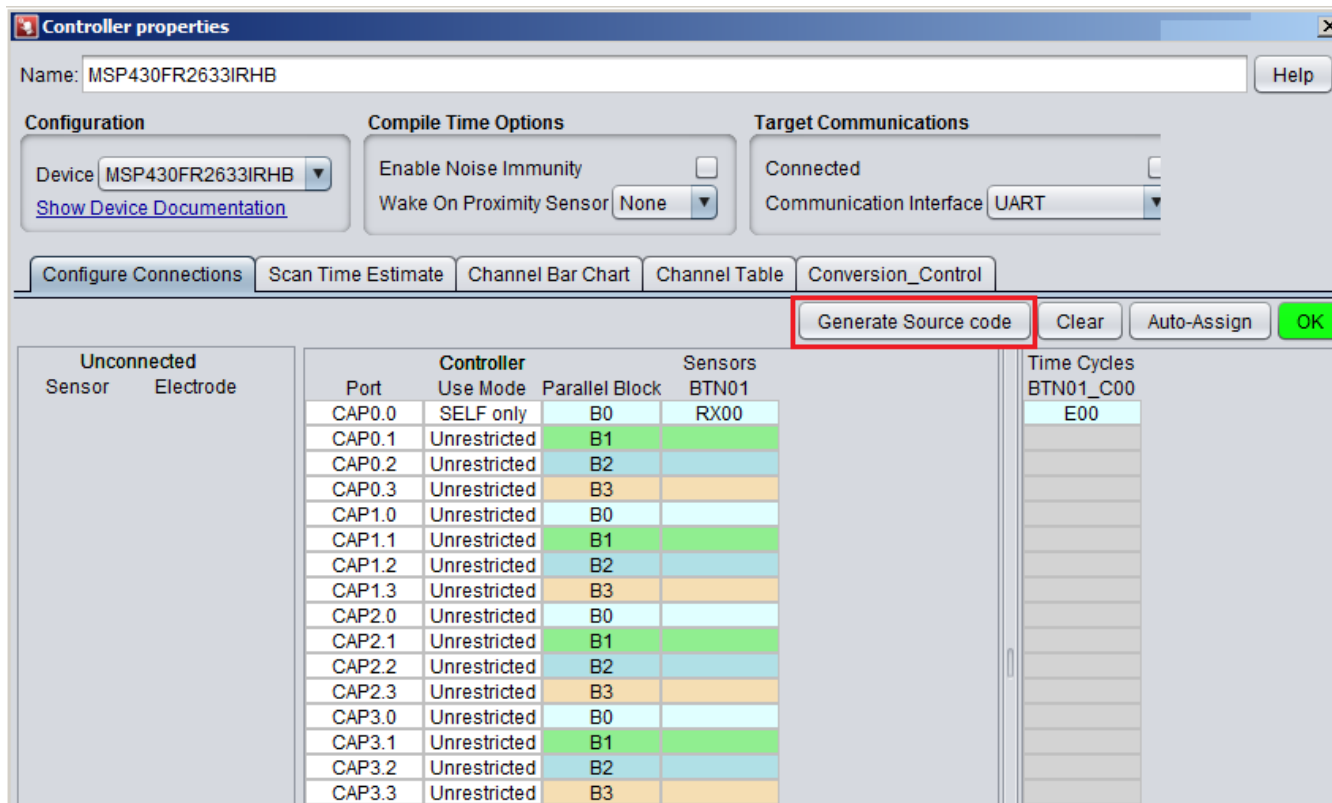 Controller properties
Name: MSP430FR2633IRHB Help
Configuration Compile Time Options Target Communications
Device MSP430FR2633IRHB Enable Noise Immunity Connected
Show Device Documentation Wake On Proximity Sensor None Communication Interface UART
Configure Connections Scan Time Estimate Channel Bar Chart Channel Table Conversion_Control
Generate Source code Clear Auto-Assign OK
Unconnected Controller Sensors Time Cycles
Sensor Electrode Port Use Mode Parallel Block BTN01 BTN01_C00
CAP0.0 SELF only B0 RX00 E00
CAP0.1 Unrestricted B1
CAP0.2 Unrestricted B2
CAP0.3 Unrestricted B3
CAP1.0 Unrestricted B0
CAP1.1 Unrestricted B1
CAP1.2 Unrestricted B2
CAP1.3 Unrestricted B3
CAP2.0 Unrestricted B0
CAP2.1 Unrestricted B1
CAP2.2 Unrestricted B2
CAP2.3 Unrestricted B3
CAP3.0 Unrestricted B0
CAP3.1 Unrestricted B1
CAP3.2 Unrestricted B2
CAP3.3 Unrestricted B3